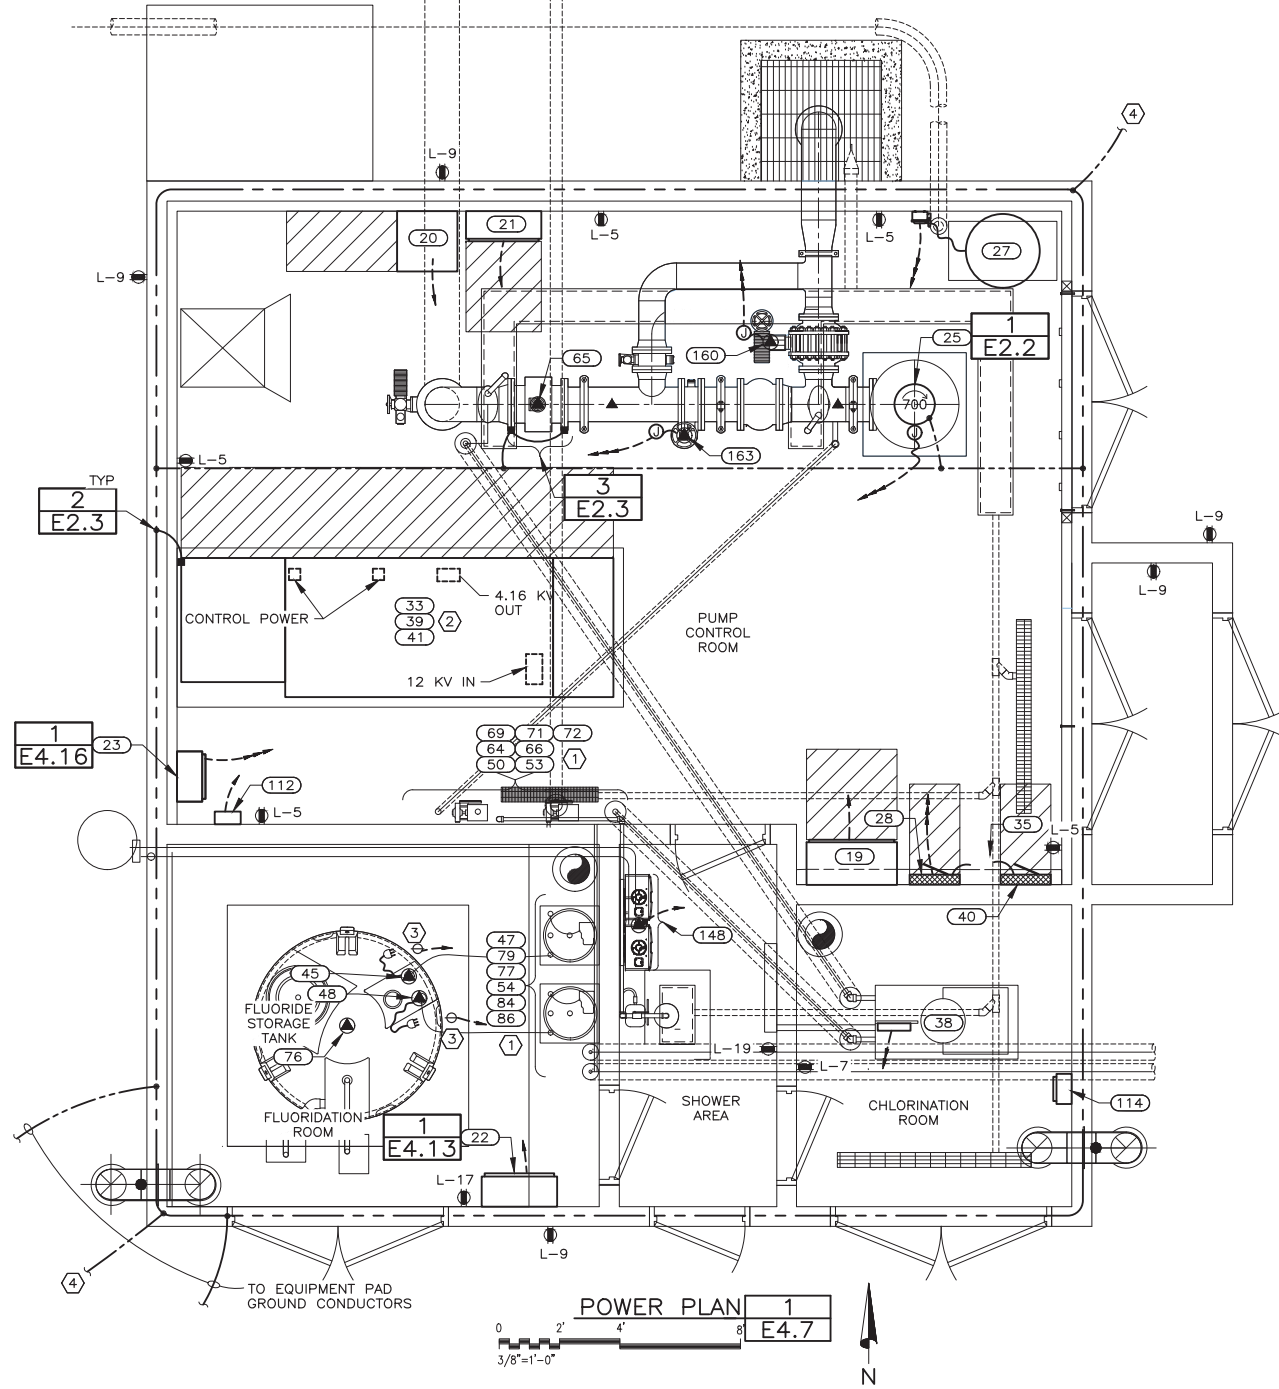 4
L-9
20
21
L-5
L-5
27
L-9
1
E2.2
25
160
65
700
J
J
J
163
L-5
TYP
2
E2.3
3
E2.3
L-9
L-9
CONTROL POWER
4.16 KV
OUT
33
39
41
2
12 KV IN
PUMP
CONTROL
ROOM
1
E4.16
23
112
L-5
69 71 72
64 66
50 53
1
28
35
L-5
19
40
148
3
47
79
77
54
84
86
1
45
48
FLUORIDE
STORAGE
TANK
76
3
38
L-19
L-7
114
FLUORIDATION
ROOM
1
E4.13
22
SHOWER
AREA
CHLORINATION
ROOM
L-17
L-9
4
TO EQUIPMENT PAD
GROUND CONDUCTORS
POWER PLAN
1
E4.7
0 2' 4' 8'
3/8"=1'-0"
N